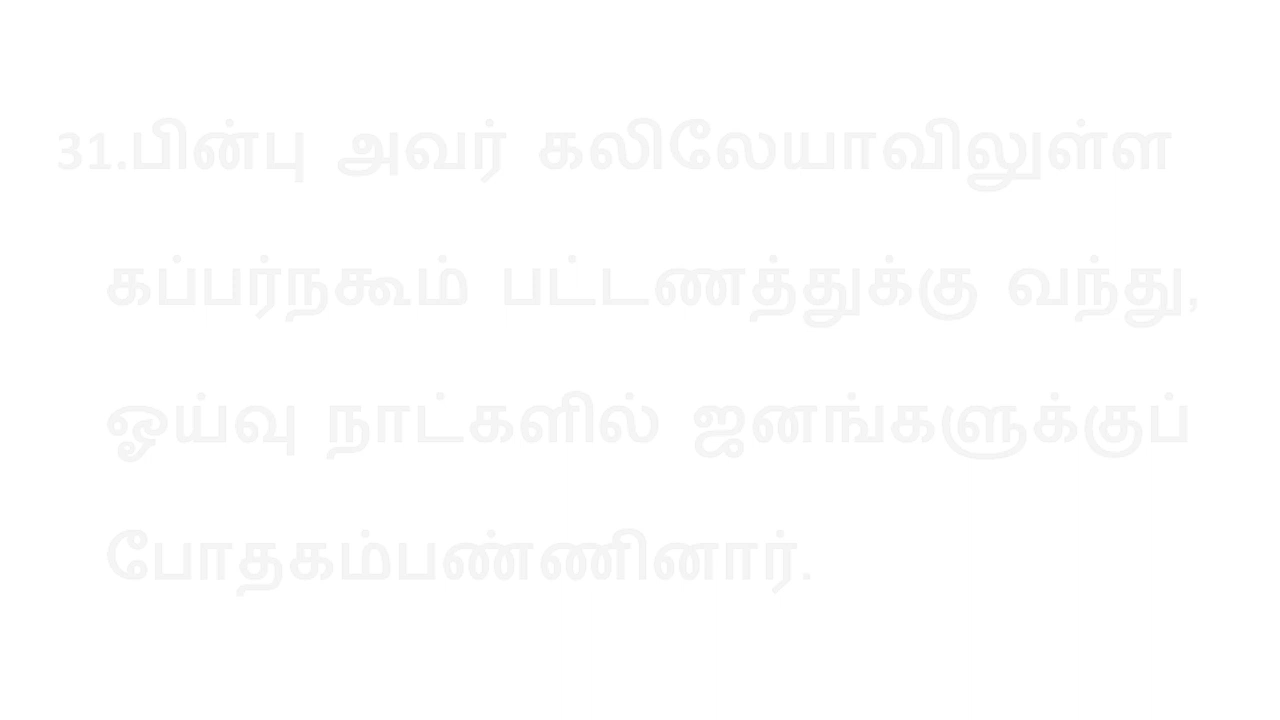 31.பின்பு அவர் கலிலேயாவிலுள்ள
கப்பர்நகூம் பட்டணத்துக்கு வந்து,
ஓய்வு நாட்களில் ஜனங்களுக்குப்
போதகம்பண்ணினார்.